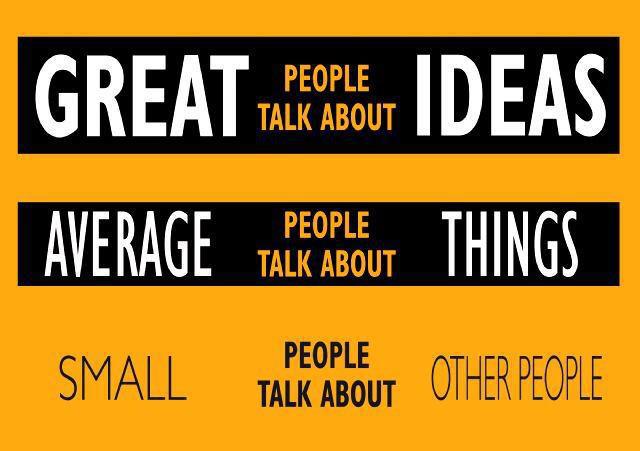 GREAT PEOPLE TALK ABOUT IDEAS
AVERAGE PEOPLE TALK ABOUT THINGS
SMALL PEOPLE TALK ABOUT OTHER PEOPLE